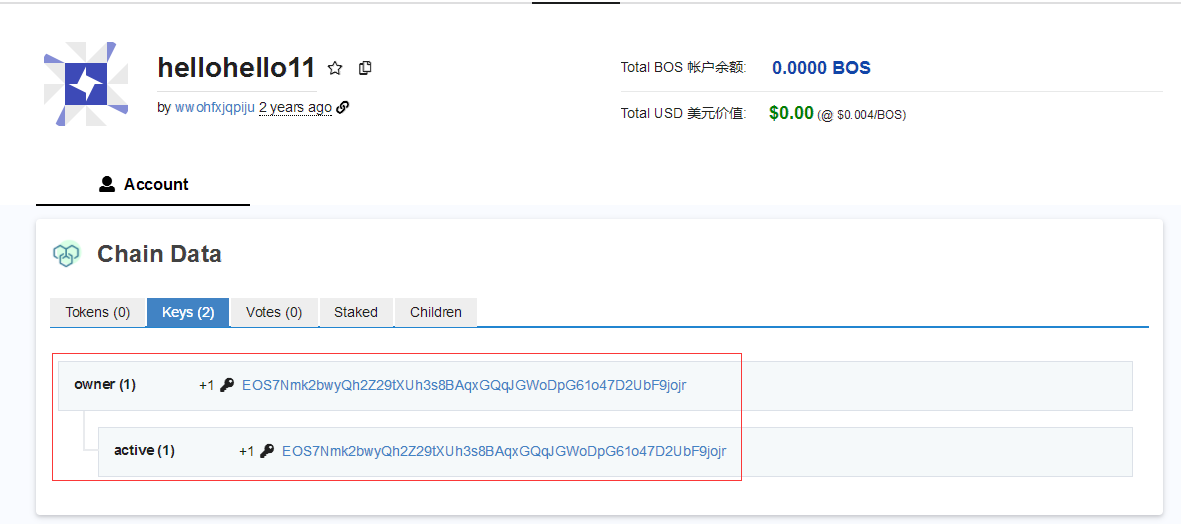 hellohello11
by wwohfxjqpiju 2 years ago
Total BOS 帐户余额: 0.0000 BOS
Total USD 美元价值: $0.00 (@ $0.004/BOS)
Account
Chain Data
Tokens (0) Keys (2) Votes (0) Staked Children
owner (1) +1 EOS7Nmk2bwyQh2Z29tXUh3s8BAqxGQqJGWoDpG61o47D2UbF9jojr
active (1) +1 EOS7Nmk2bwyQh2Z29tXUh3s8BAqxGQqJGWoDpG61o47D2UbF9jojr